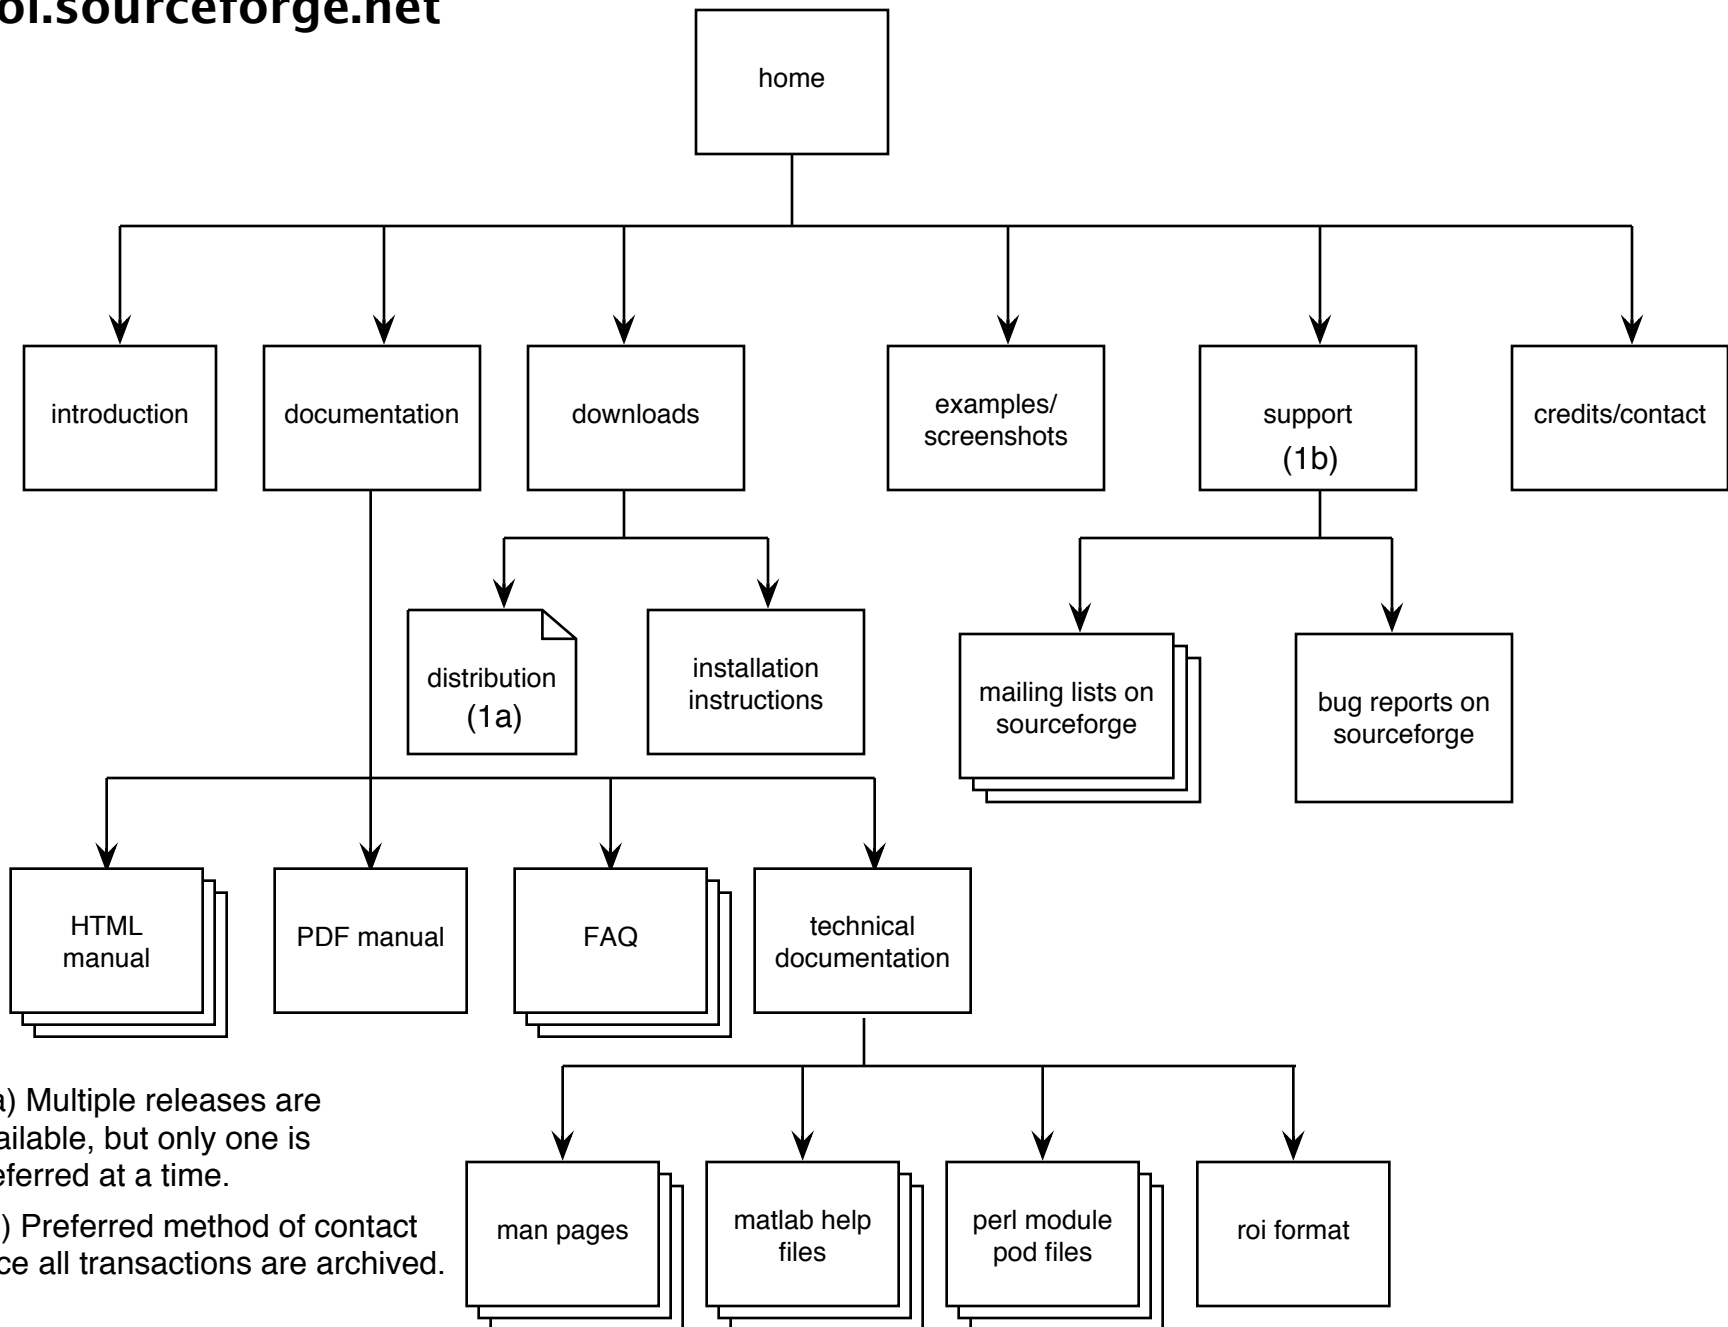 oi.sourceforge.net
home
introduction
documentation
downloads
examples/
screenshots
support
(1b)
credits/contact
distribution
(1a)
installation
instructions
mailing lists on
sourceforge
bug reports on
sourceforge
HTML
manual
PDF manual
FAQ
technical
documentation
a) Multiple releases are
ailable, but only one is
eferred at a time.
) Preferred method of contact
ce all transactions are archived.
man pages
matlab help
files
perl module
pod files
roi format